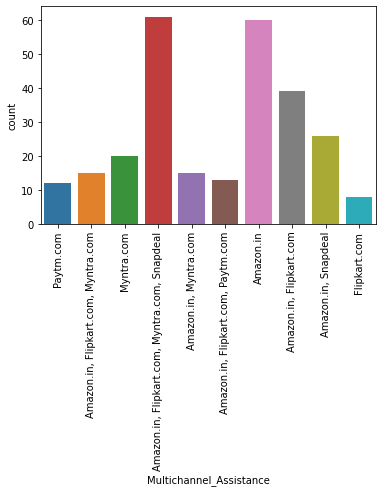 60
50
40
30
20
10
0
count
Paytm.com
Amazon.in, Flipkart.com, Myntra.com
Myntra.com
Amazon.in, Flipkart.com, Myntra.com, Snapdeal
Amazon.in, Myntra.com
Amazon.in, Flipkart.com, Paytm.com
Amazon.in
Amazon.in, Flipkart.com
Amazon.in, Snapdeal
Flipkart.com
Multichannel_Assistance